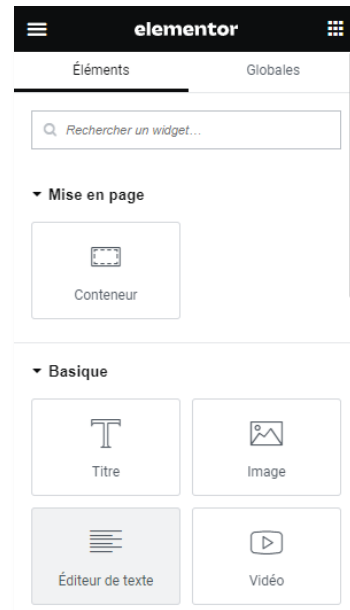 elementor
Éléments Globales
Rechercher un widget...
Mise en page
Conteneur
Basique
Titre Image
Éditeur de texte Vidéo